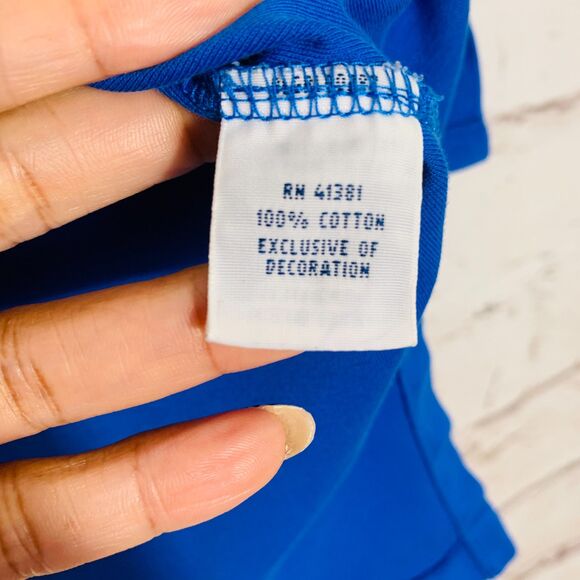 RN 41381
100% COTTON
EXCLUSIVE OF
DECORATION